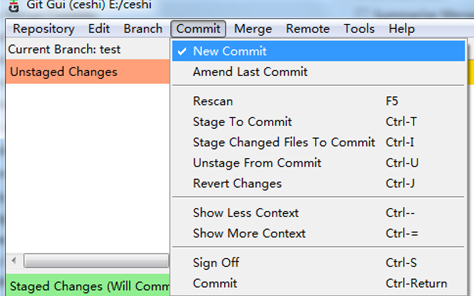 Git Gui (ceshi) E:/ceshi
Repository Edit Branch Commit Merge Remote Tools Help
Current Branch: test
✓ New Commit
Unstaged Changes
Amend Last Commit
Rescan F5
Stage To Commit Ctrl-T
Stage Changed Files To Commit Ctrl-I
Unstage From Commit Ctrl-U
Revert Changes Ctrl-J
Show Less Context Ctrl--
Show More Context Ctrl-=
Sign Off Ctrl-S
Staged Changes (Will Comm
Commit Ctrl-Return